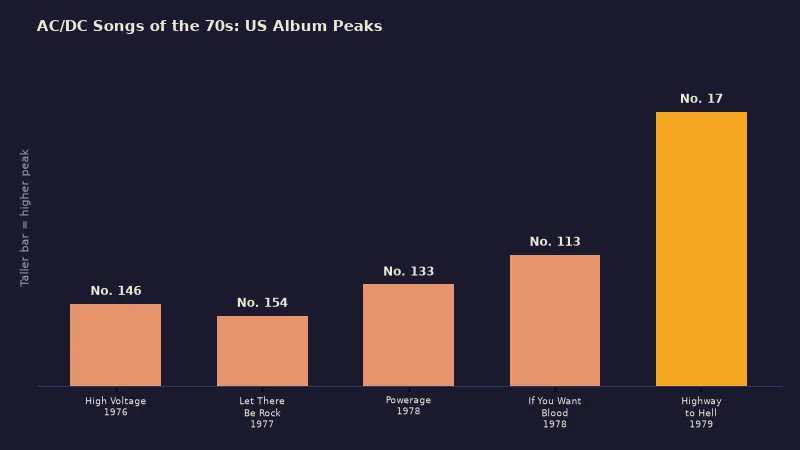 AC/DC Songs of the 70s: US Album Peaks
Taller bar = higher peak
No. 146
No. 154
No. 133
No. 113
No. 17
High Voltage
1976
Let There
Be Rock
1977
Powerage
1978
If You Want
Blood
1978
Highway
to Hell
1979